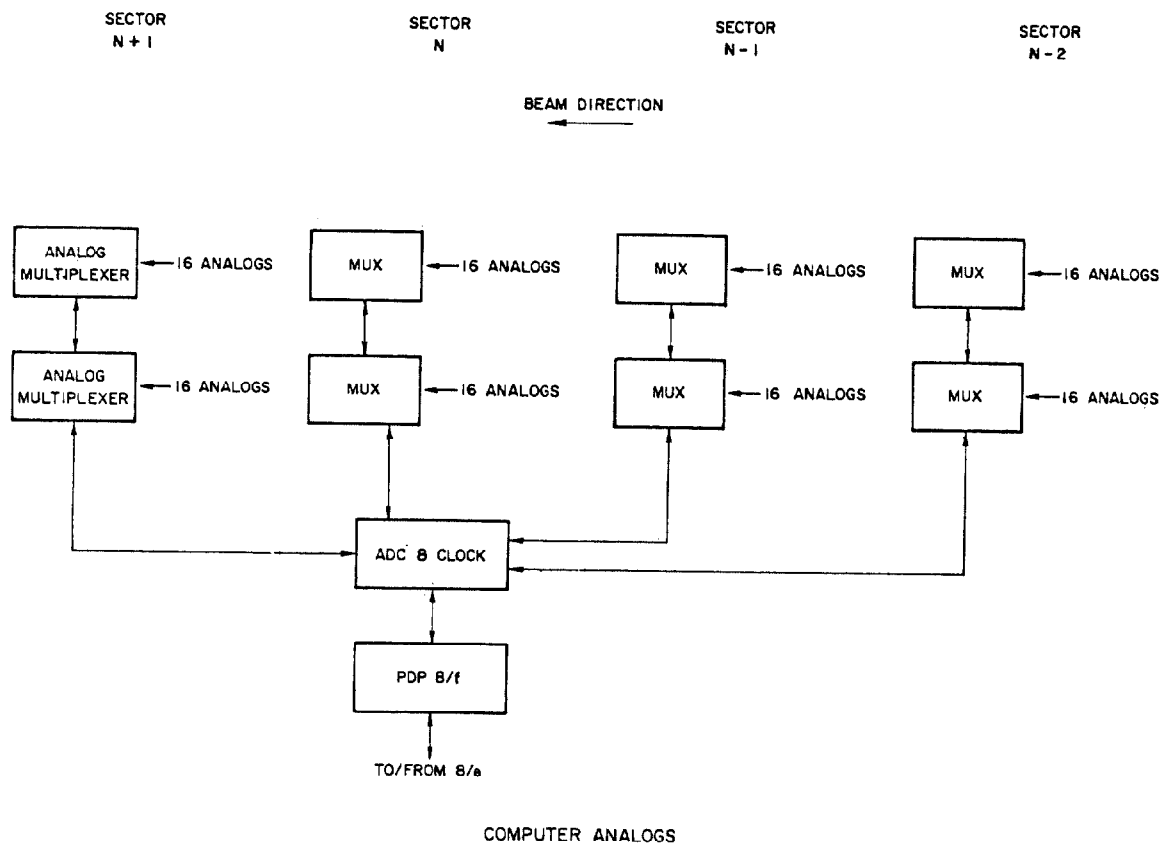 SECTOR
N + 1
SECTOR
N
SECTOR
N - 1
SECTOR
N - 2
BEAM DIRECTION
ANALOG
MULTIPLEXER
16 ANALOGS
MUX
16 ANALOGS
MUX
16 ANALOGS
MUX
16 ANALOGS
ANALOG
MULTIPLEXER
16 ANALOGS
MUX
16 ANALOGS
MUX
16 ANALOGS
MUX
16 ANALOGS
ADC 8 CLOCK
PDP 8/f
TO/FROM 8/e
COMPUTER ANALOGS